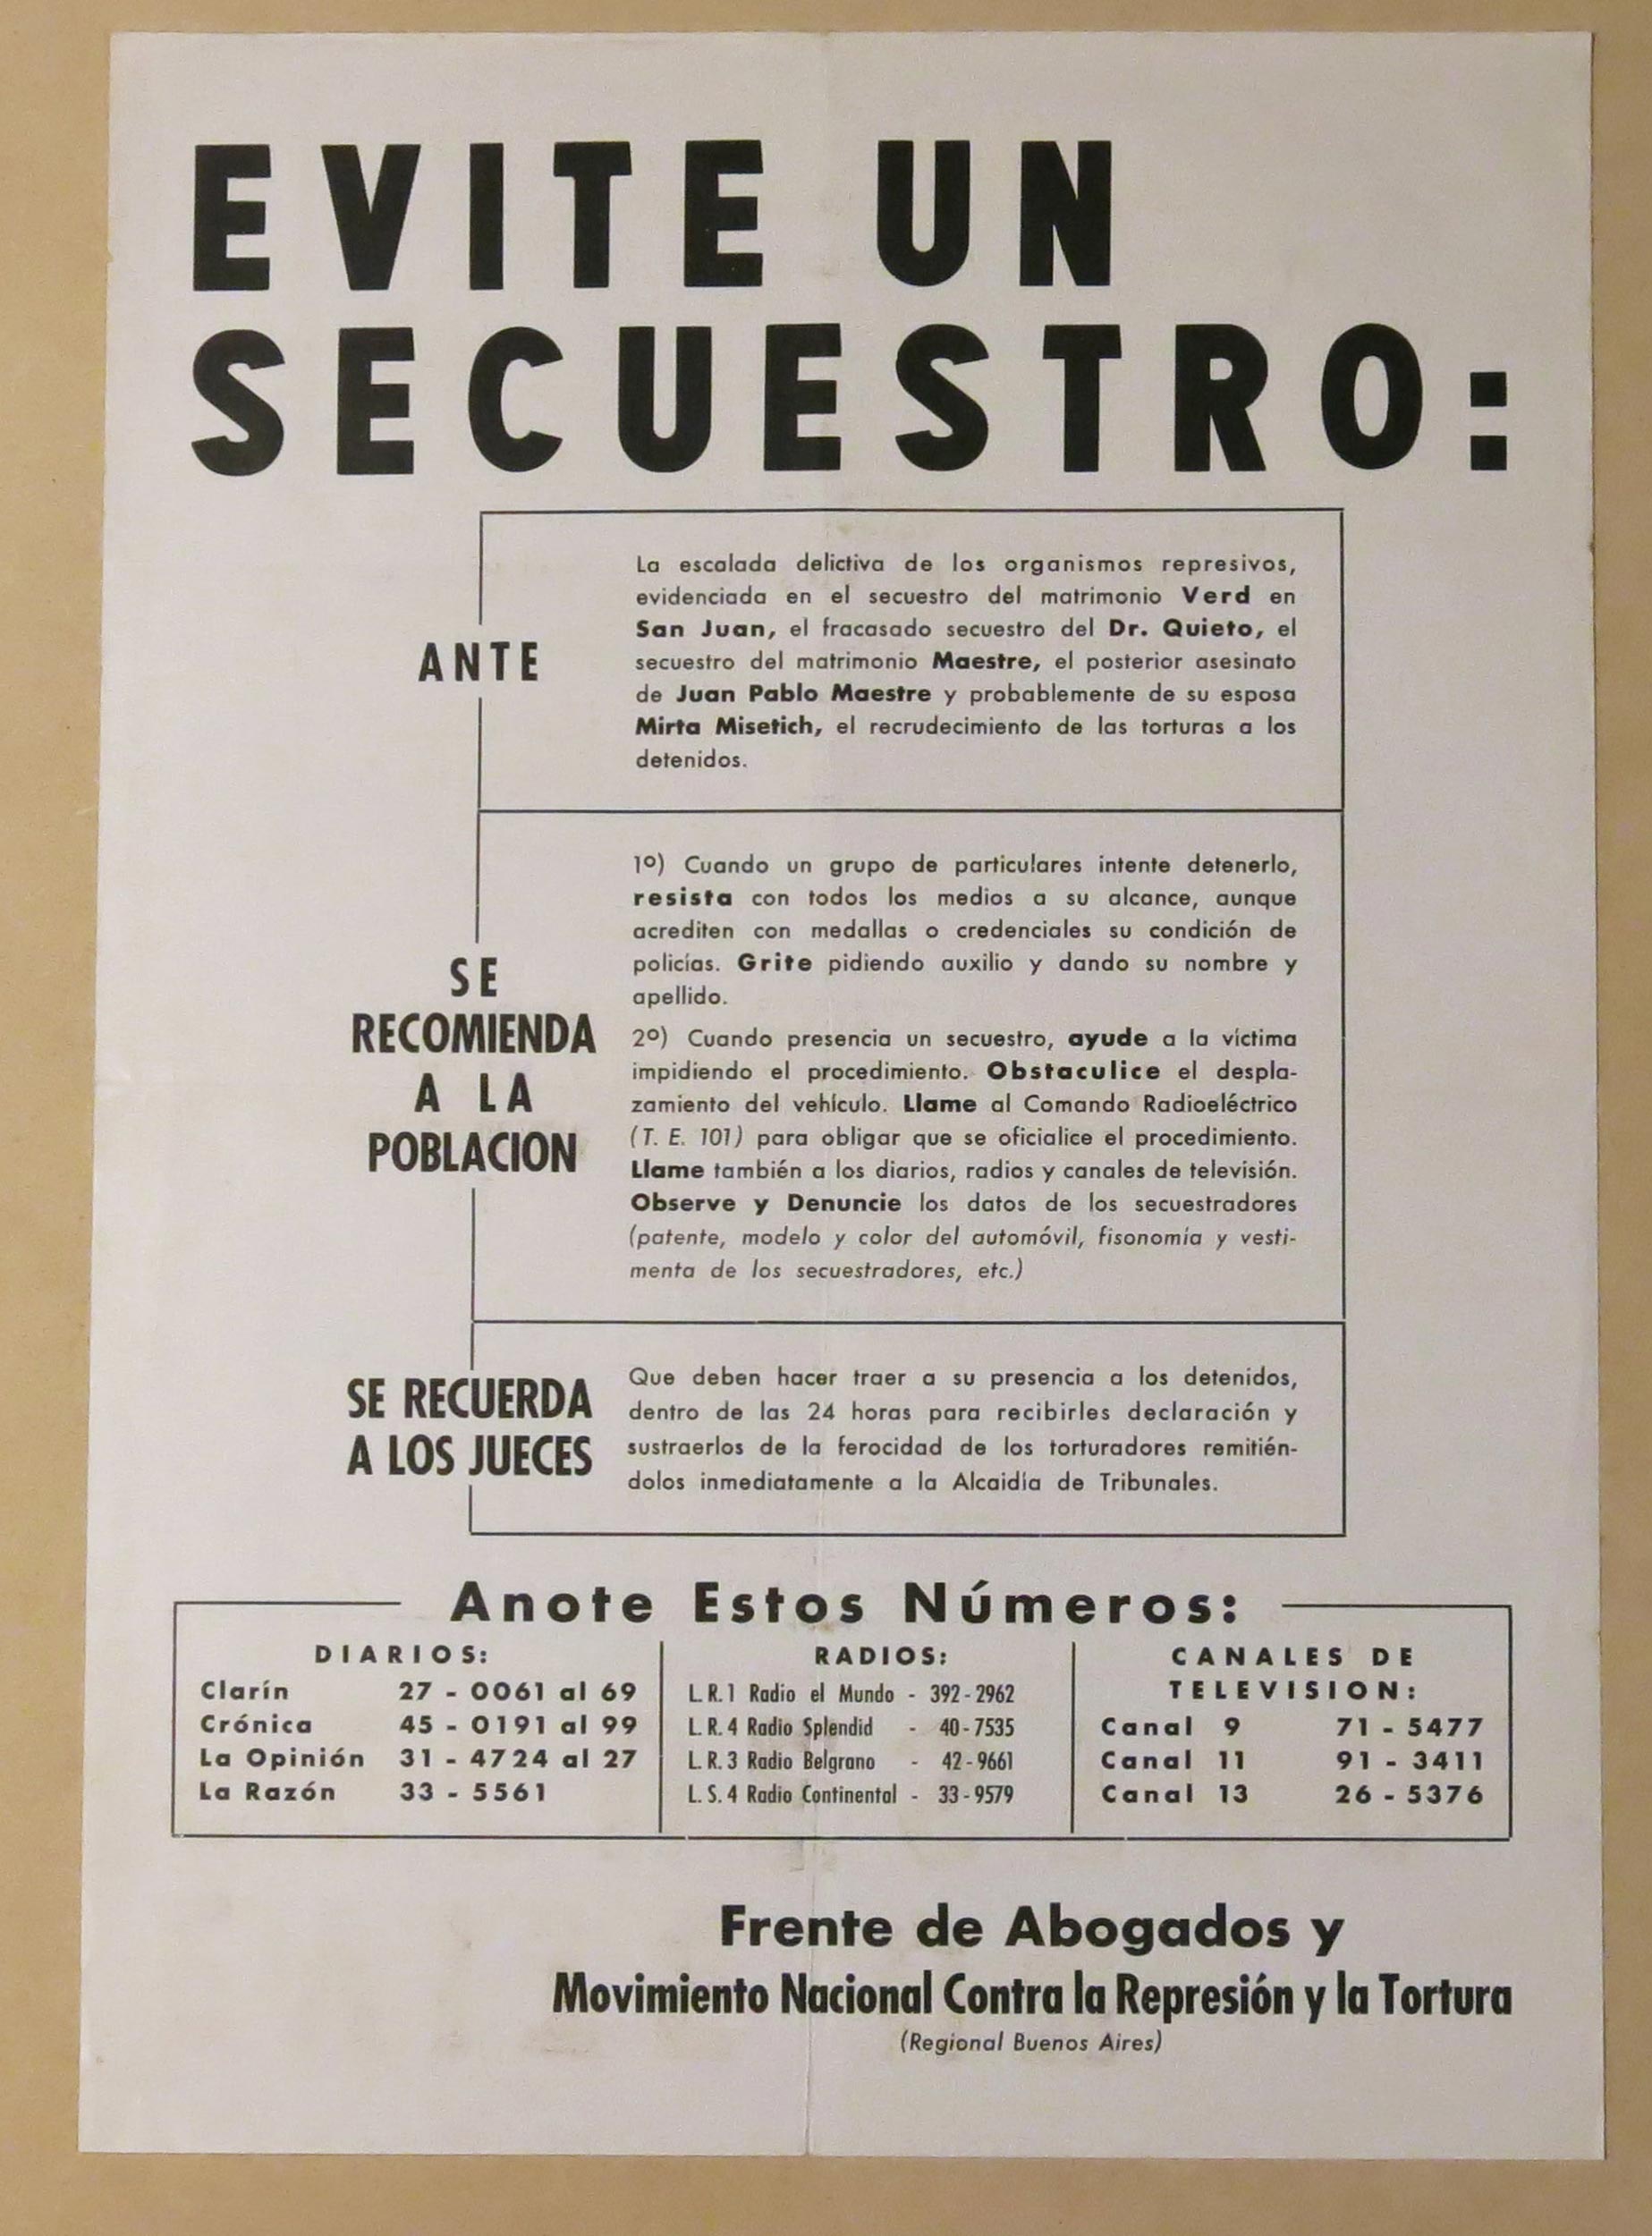 EVITE UN
SECUESTRO:
ANTE
La escalada delictiva de los organismos represivos,
evidenciada en el secuestro del matrimonio Verd en
San Juan, el fracasado secuestro del Dr. Quieto, el
secuestro del matrimonio Maestre, el posterior asesinato
de Juan Pablo Maestre y probablemente de su esposa
Mirta Misetich, el recrudecimiento de las torturas a los
detenidos.
SE
RECOMIENDA
A LA
POBLACION
1º) Cuando un grupo de particulares intente detenerlo,
resista con todos los medios a su alcance, aunque
acrediten con medallas o credenciales su condición de
policías. Grite pidiendo auxilio y dando su nombre y
apellido.
2º) Cuando presencia un secuestro, ayude a la víctima
impidiendo el procedimiento. Obstaculice el despla-
zamiento del vehículo. Llame al Comando Radioeléctrico
(T. E. 101) para obligar que se oficialice el procedimiento.
Llame también a los diarios, radios y canales de televisión.
Observe y Denuncie los datos de los secuestradores
(patente, modelo y color del automóvil, fisonomía y vesti-
menta de los secuestradores, etc.)
SE RECUERDA
A LOS JUECES
Que deben hacer traer a su presencia a los detenidos,
dentro de las 24 horas para recibirles declaración y
sustraerlos de la ferocidad de los torturadores remitién-
dolos inmediatamente a la Alcaidía de Tribunales.
Anote Estos Números:
DIARIOS:
Clarín 27 - 0061 al 69
Crónica 45 - 0191 al 99
La Opinión 31 - 4724 al 27
La Razón 33 - 5561
RADIOS:
L. R. 1 Radio el Mundo - 392 - 2962
L. R. 4 Radio Splendid - 40 - 7535
L. R. 3 Radio Belgrano - 42 - 9661
L. S. 4 Radio Continental - 33 - 9579
CANALES DE
TELEVISION:
Canal 9 71 - 5477
Canal 11 91 - 3411
Canal 13 26 - 5376
Frente de Abogados y
Movimiento Nacional Contra la Represión y la Tortura
(Regional Buenos Aires)